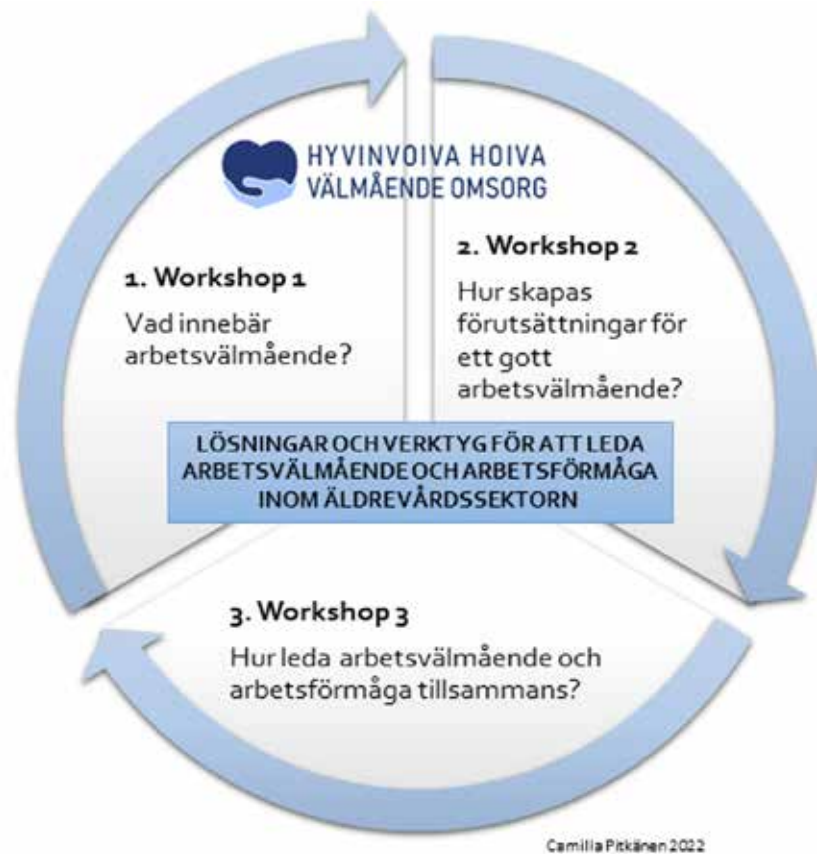 HYVINVOIVA HOIVA
VÄLMÅENDE OMSORG
1. Workshop 1
Vad innebär
arbetsvälmående?
2. Workshop 2
Hur skapas
förutsättningar för
ett gott
arbetsvälmående?
LÖSNINGAR OCH VERKTYG FÖR ATT LEDA
ARBETSVÄLMÅENDE OCH ARBETSFÖRMÅGA
INOM ÄLDREVÅRDSSEKTORN
3. Workshop 3
Hur leda arbetsvälmående och
arbetsförmåga tillsammans?
Camilla Pitkänen 2022